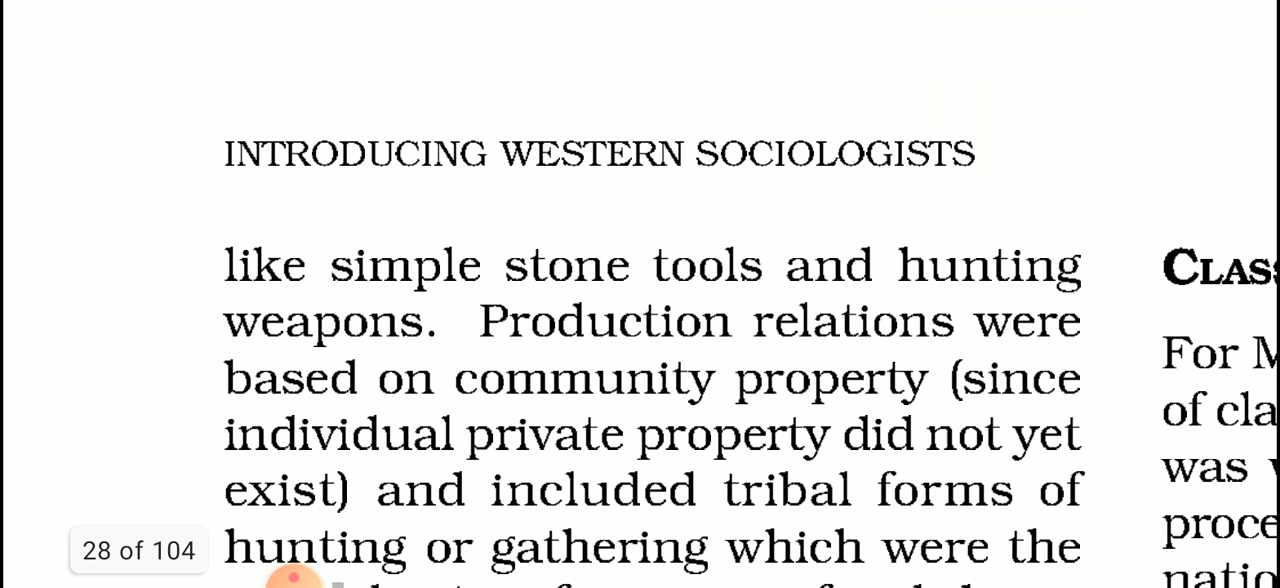 INTRODUCING WESTERN SOCIOLOGISTS
like simple stone tools and hunting
weapons. Production relations were
based on community property (since
individual private property did not yet
exist) and included tribal forms of
hunting or gathering which were the
For
of
was
28 of 104